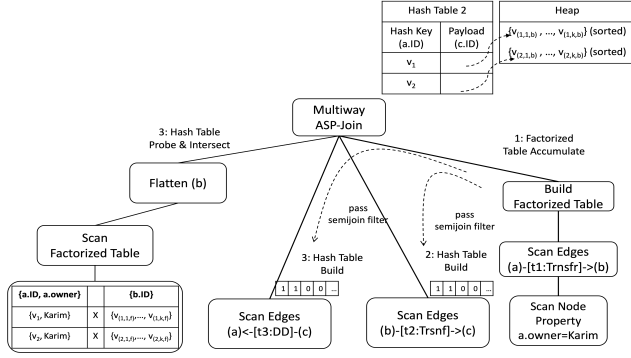 Hash Table 2
Heap
Hash Key
(a.ID)
Payload
(c.ID)
{v(1,1,b) , ..., v(1,k,b)} (sorted)
{v(2,1,b) , ..., v(2,k,b)} (sorted)
v1
v2
Multiway
ASP-Join
3: Hash Table
Probe & Intersect
1: Factorized
Table Accumulate
Flatten (b)
Build
Factorized Table
pass
semijoin filter
pass
semijoin filter
Scan
Factorized Table
3: Hash Table
Build
2: Hash Table
Build
Scan Edges
(a)-[t1:Trnsfr]->(b)
1 1 0 0 ...
1 1 0 0 ...
{a.ID, a.owner} {b.ID}
{v1, Karim} X {v(1,1,f),..., v(1,k,f)}
{v2, Karim} X {v(2,1,f),..., v(2,k,f)}
Scan Edges
(a)<-[t3:DD]-(c)
Scan Edges
(b)-[t2:Trsnf]->(c)
Scan Node
Property
a.owner=Karim